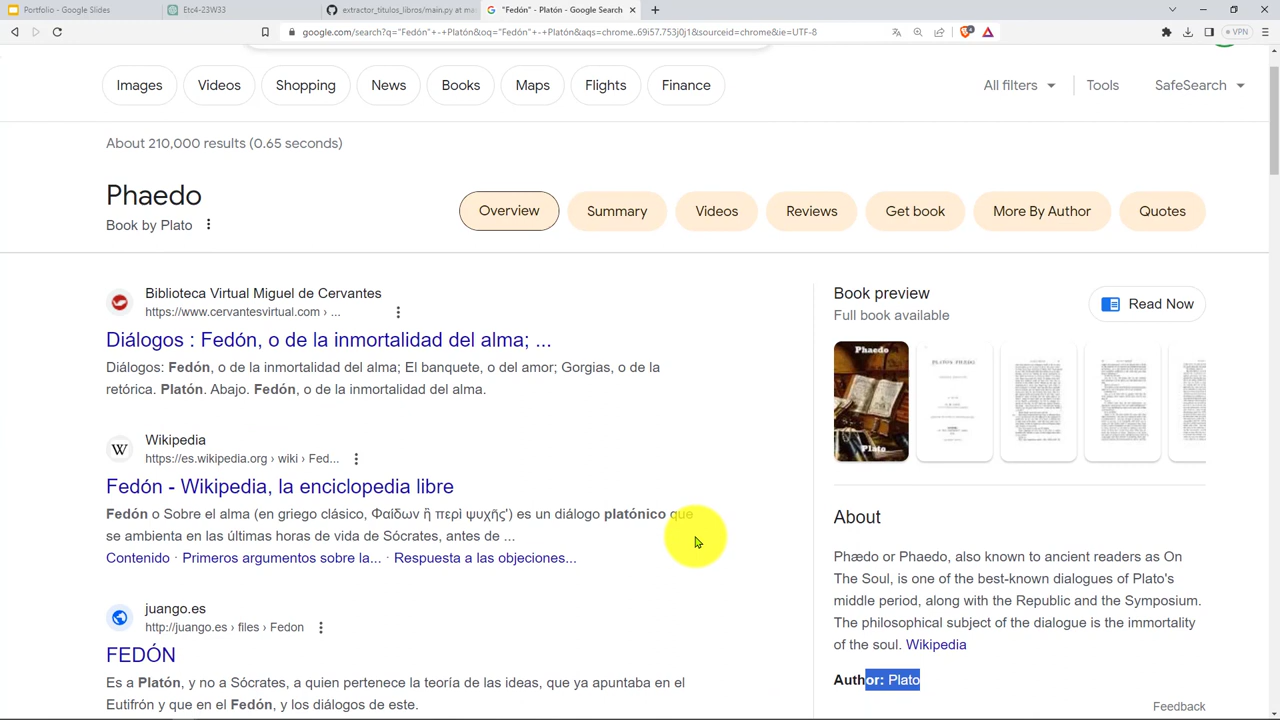 Portfolio - Google Slides
Etc4-23W33
extractor_titulos_libros/main.py at ma
"Fedón" - Platón - Google Search
google.com/search?q="Fedón"+-+Platón&oq="Fedón"+-+Platón&aqs=chrome..69i57.753j0j1&sourceid=chrome&ie=UTF-8
VPN
Images
Videos
Shopping
News
Books
Maps
Flights
Finance
All filters
Tools
SafeSearch
About 210,000 results (0.65 seconds)
Phaedo
Book by Plato
Overview
Summary
Videos
Reviews
Get book
More By Author
Quotes
Biblioteca Virtual Miguel de Cervantes
https://www.cervantesvirtual.com › ...
Diálogos : Fedón, o de la inmortalidad del alma; ...
Diálogos: Fedón, o de la inmortalidad del alma; El banquete, o del amor; Gorgias, o de la
retórica. Platón. Abajo. Fedón, o de la inmortalidad del alma.
W
Wikipedia
https://es.wikipedia.org › wiki › Fed...
Fedón - Wikipedia, la enciclopedia libre
Fedón o Sobre el alma (en griego clásico, Φαίδων ἢ περὶ ψυχῆς') es un diálogo platónico que
se ambienta en las últimas horas de vida de Sócrates, antes de ...
Contenido · Primeros argumentos sobre la... · Respuesta a las objeciones...
juango.es
http://juango.es › files › Fedon
FEDÓN
Es a Platón, y no a Sócrates, a quien pertenece la teoría de las ideas, que ya apuntaba en el
Eutifrón y que en el Fedón, y los diálogos de este.
Book preview
Full book available
Read Now
Phaedo
Plato
About
Phædo or Phaedo, also known to ancient readers as On
The Soul, is one of the best-known dialogues of Plato's
middle period, along with the Republic and the Symposium.
The philosophical subject of the dialogue is the immortality
of the soul. Wikipedia
Author: Plato
Feedback